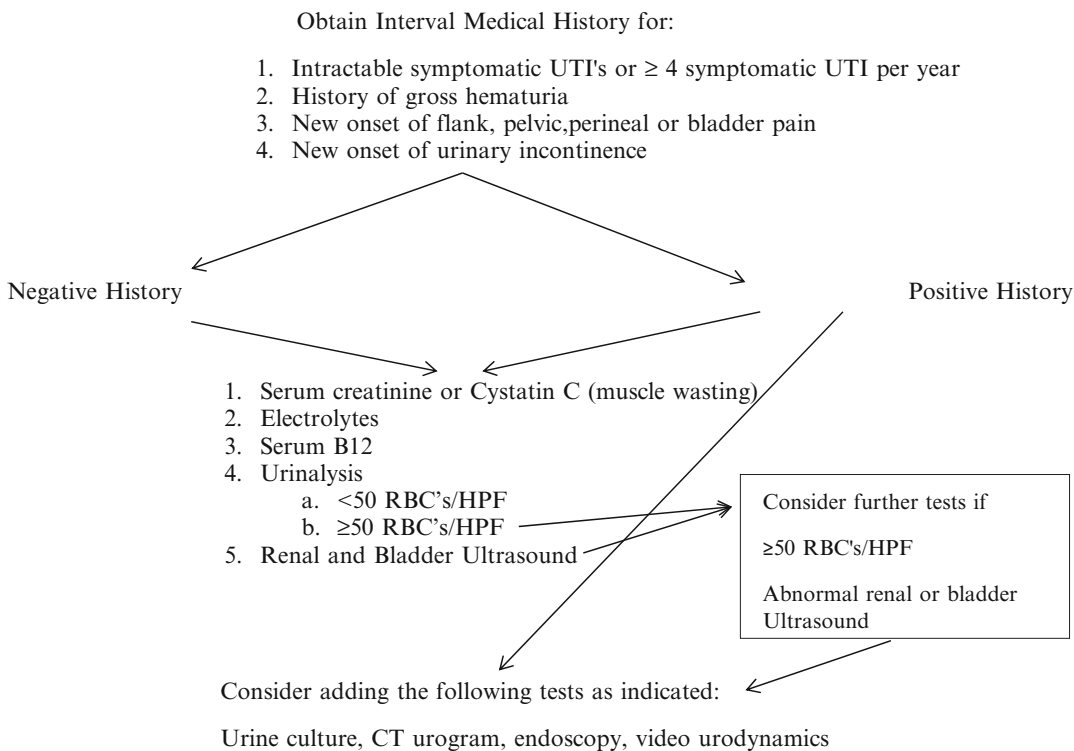 Obtain Interval Medical History for:
1. Intractable symptomatic UTI's or ≥ 4 symptomatic UTI per year
2. History of gross hematuria
3. New onset of flank, pelvic,perineal or bladder pain
4. New onset of urinary incontinence
Negative History
Positive History
1. Serum creatinine or Cystatin C (muscle wasting)
2. Electrolytes
3. Serum B12
4. Urinalysis
a. <50 RBC’s/HPF
b. ≥50 RBC’s/HPF
5. Renal and Bladder Ultrasound
Consider further tests if
≥50 RBC's/HPF
Abnormal renal or bladder
Ultrasound
Consider adding the following tests as indicated:
Urine culture, CT urogram, endoscopy, video urodynamics